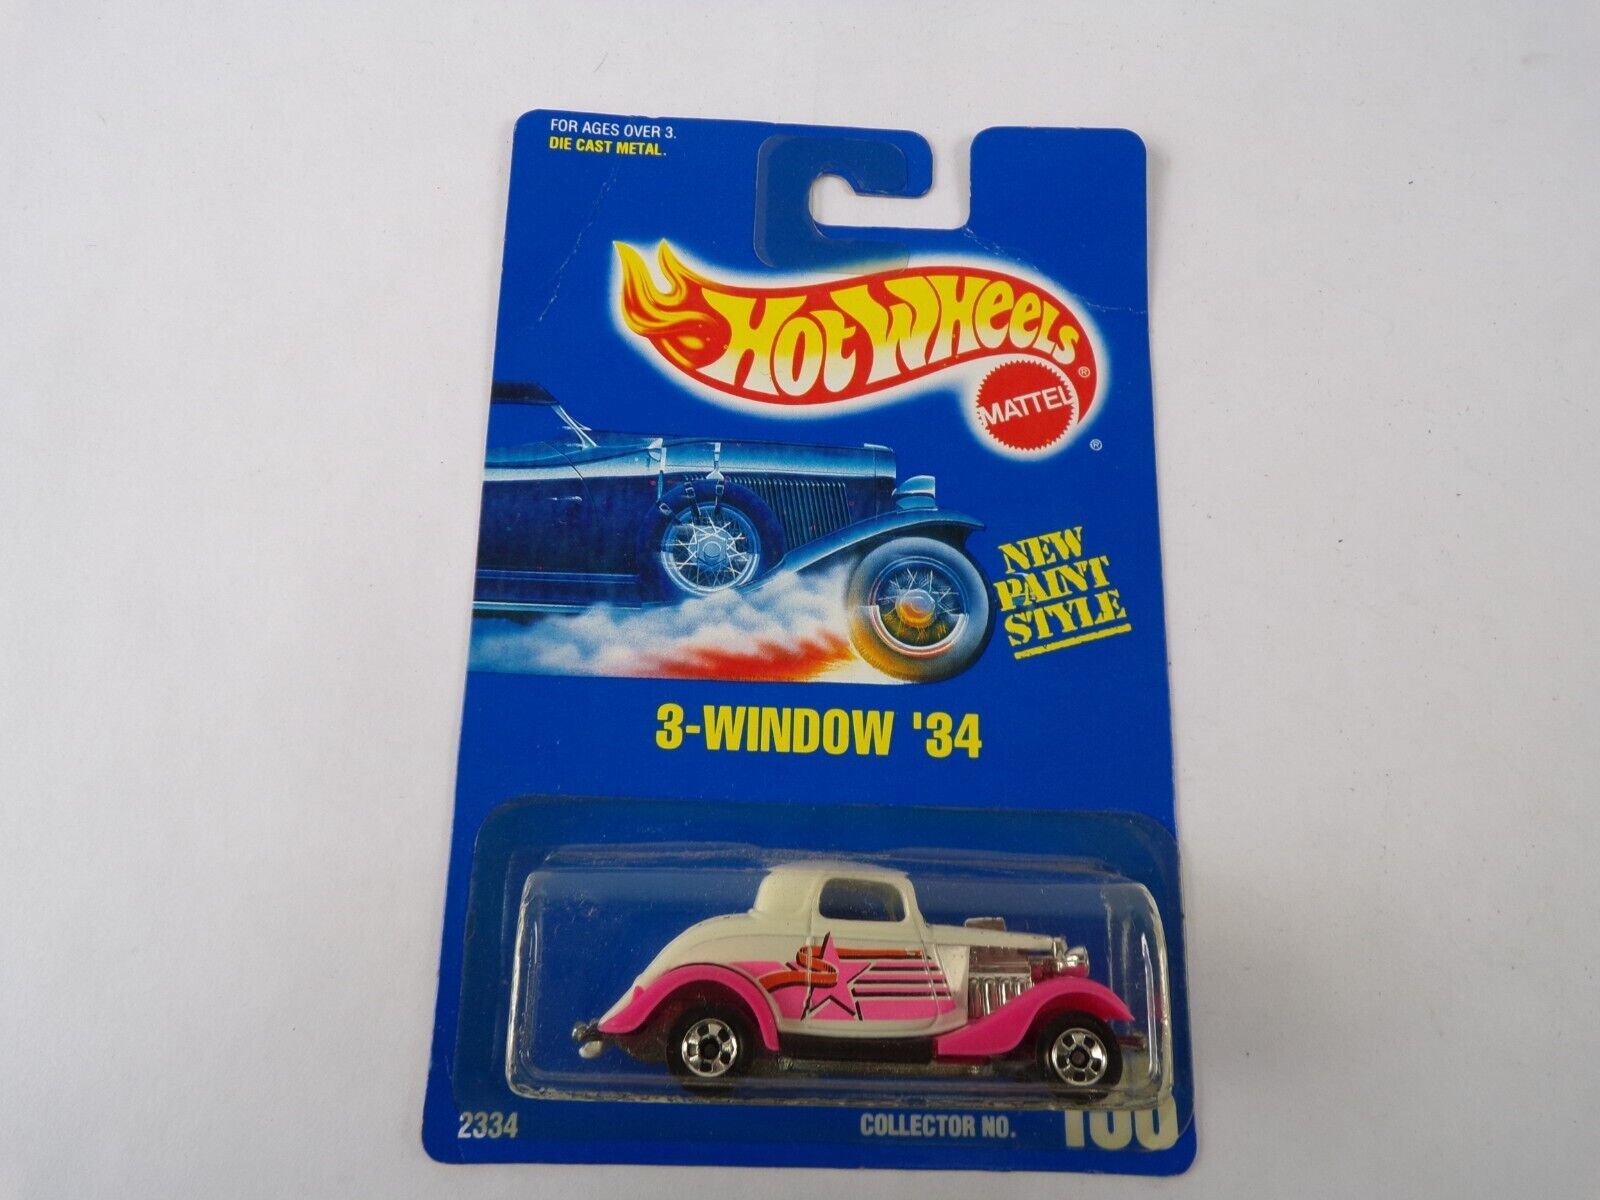 FOR AGES OVER 3.
DIE CAST METAL.
HOT WHEELS ®
MATTEL
®
NEW
PAINT
STYLE
3-WINDOW '34
2334
COLLECTOR NO.